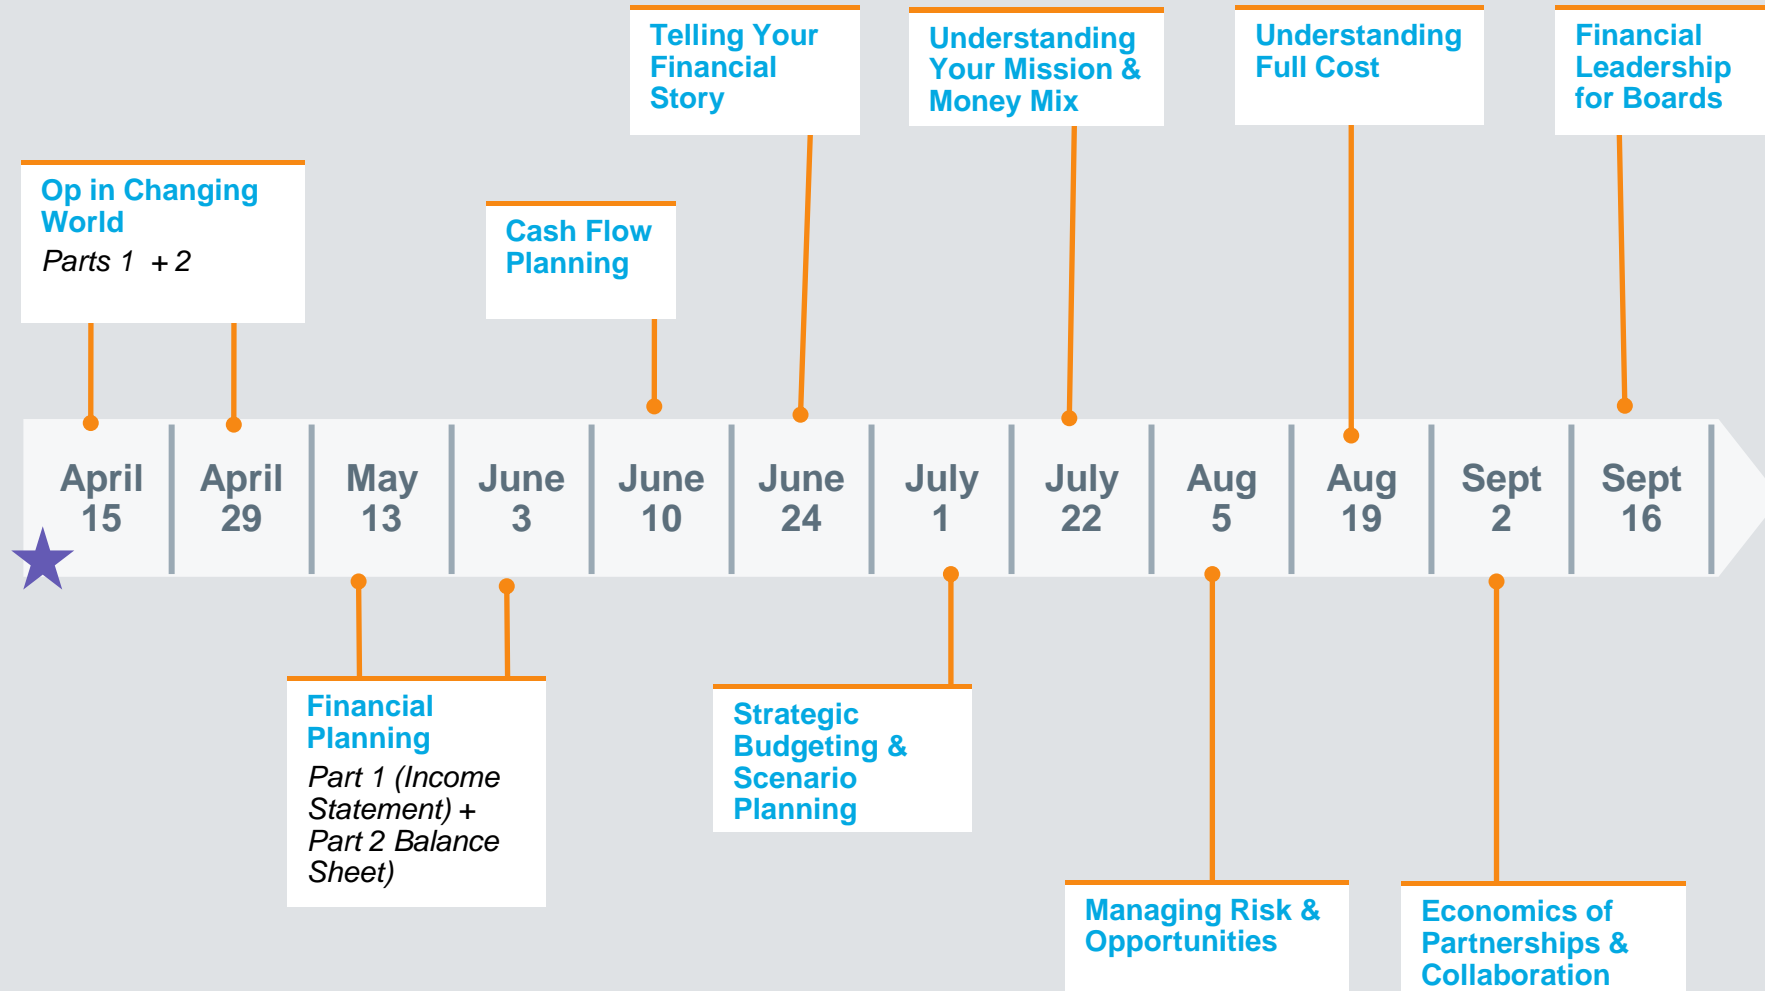 Telling Your
Financial
Story
Understanding
Your Mission &
Money Mix
Understanding
Full Cost
Financial
Leadership
for Boards
Op in Changing
World
Parts 1 + 2
Cash Flow
Planning
April
15
April
29
May
13
June
3
June
10
June
24
July
1
July
22
Aug
5
Aug
19
Sept
2
Sept
16
Financial
Planning
Part 1 (Income
Statement) +
Part 2 Balance
Sheet)
Strategic
Budgeting &
Scenario
Planning
Managing Risk &
Opportunities
Economics of
Partnerships &
Collaboration